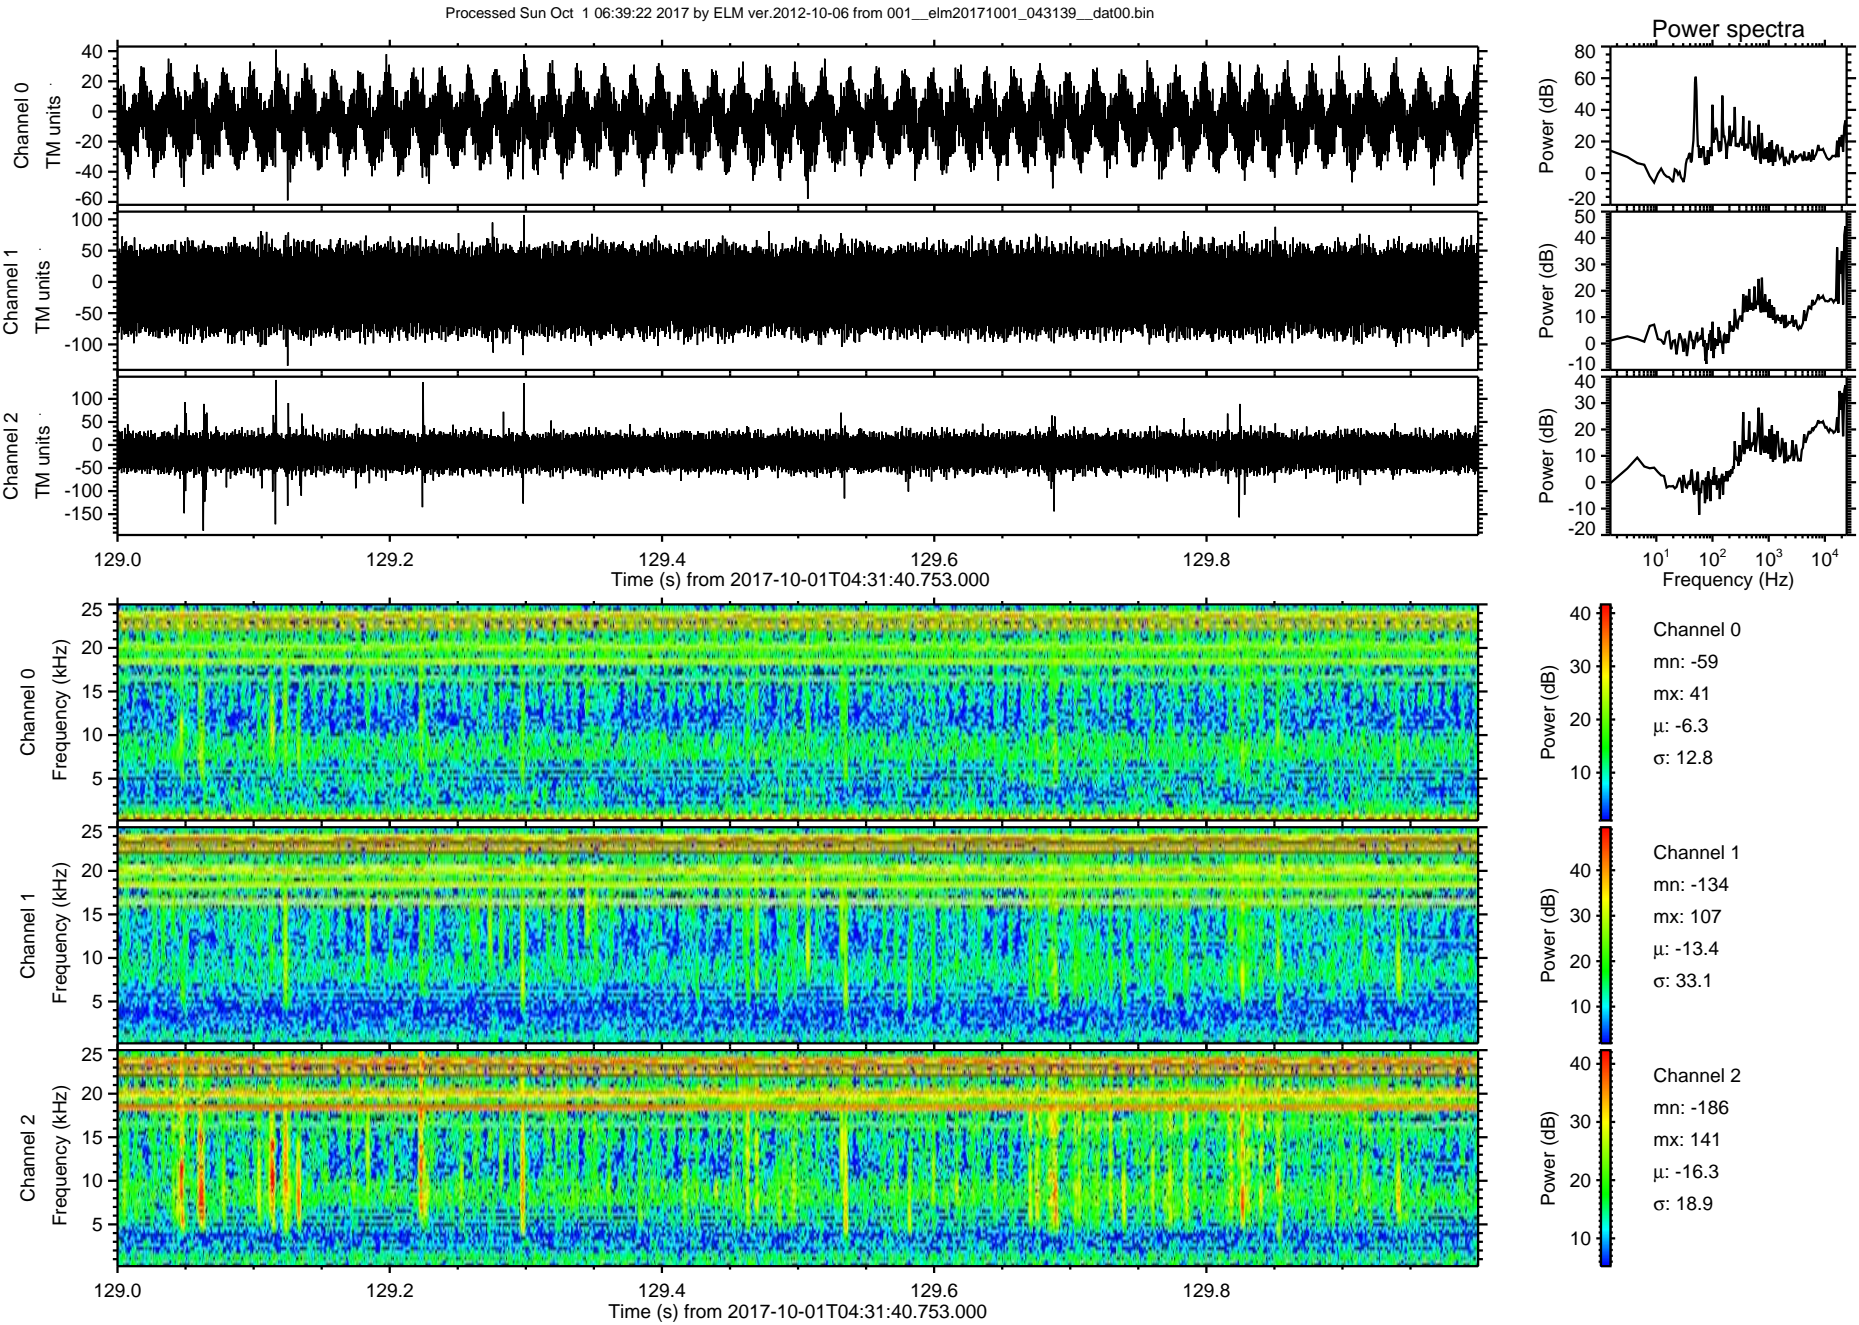 Processed Sun Oct  1 06:39:22 2017 by ELM ver.2012-10-06 from 001__elm20171001_043139__dat00.bin
Power spectra
Channel 0
TM units
40
20
0
-20
-40
-60
Power (dB)
80
60
40
20
0
-20
Channel 1
TM units
100
50
0
-50
-100
Power (dB)
50
40
30
20
10
0
-10
Channel 2
TM units
100
50
0
-50
-100
-150
Power (dB)
40
30
20
10
0
-10
-20
129.0 129.2 129.4 129.6 129.8
Time (s) from 2017-10-01T04:31:40.753.000
10¹ 10² 10³ 10⁴
Frequency (Hz)
Channel 0
Frequency (kHz)
25
20
15
10
5
Power (dB)
40
30
20
10
Channel 0
mn: -59
mx: 41
μ: -6.3
σ: 12.8
Channel 1
Frequency (kHz)
25
20
15
10
5
Power (dB)
40
30
20
10
Channel 1
mn: -134
mx: 107
μ: -13.4
σ: 33.1
Channel 2
Frequency (kHz)
25
20
15
10
5
Power (dB)
40
30
20
10
Channel 2
mn: -186
mx: 141
μ: -16.3
σ: 18.9
129.0 129.2 129.4 129.6 129.8
Time (s) from 2017-10-01T04:31:40.753.000